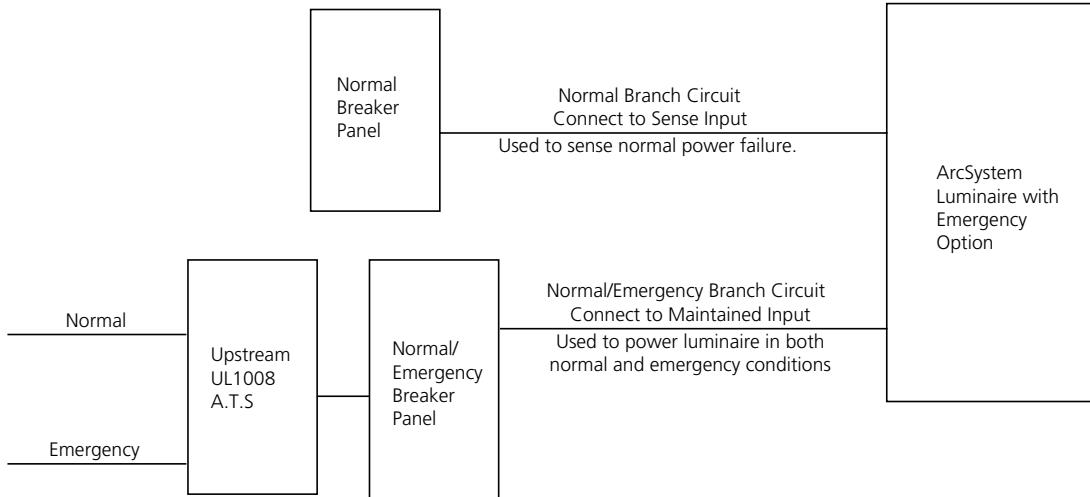 Normal
Breaker
Panel
Normal Branch Circuit
Connect to Sense Input
Used to sense normal power failure.
ArcSystem
Luminaire with
Emergency
Option
Normal
Emergency
Upstream
UL1008
A.T.S
Normal/
Emergency
Breaker
Panel
Normal/Emergency Branch Circuit
Connect to Maintained Input
Used to power luminaire in both
normal and emergency conditions